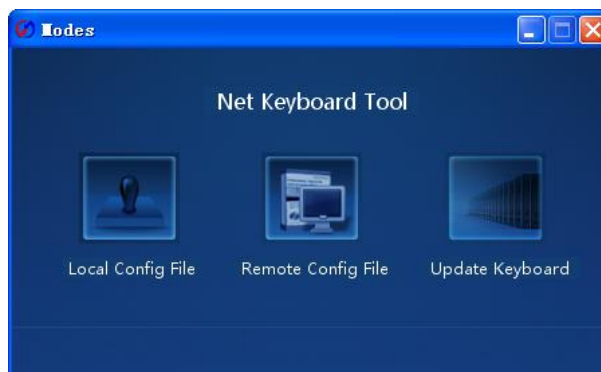 Modes
Net Keyboard Tool
Local Config File
Remote Config File
Update Keyboard